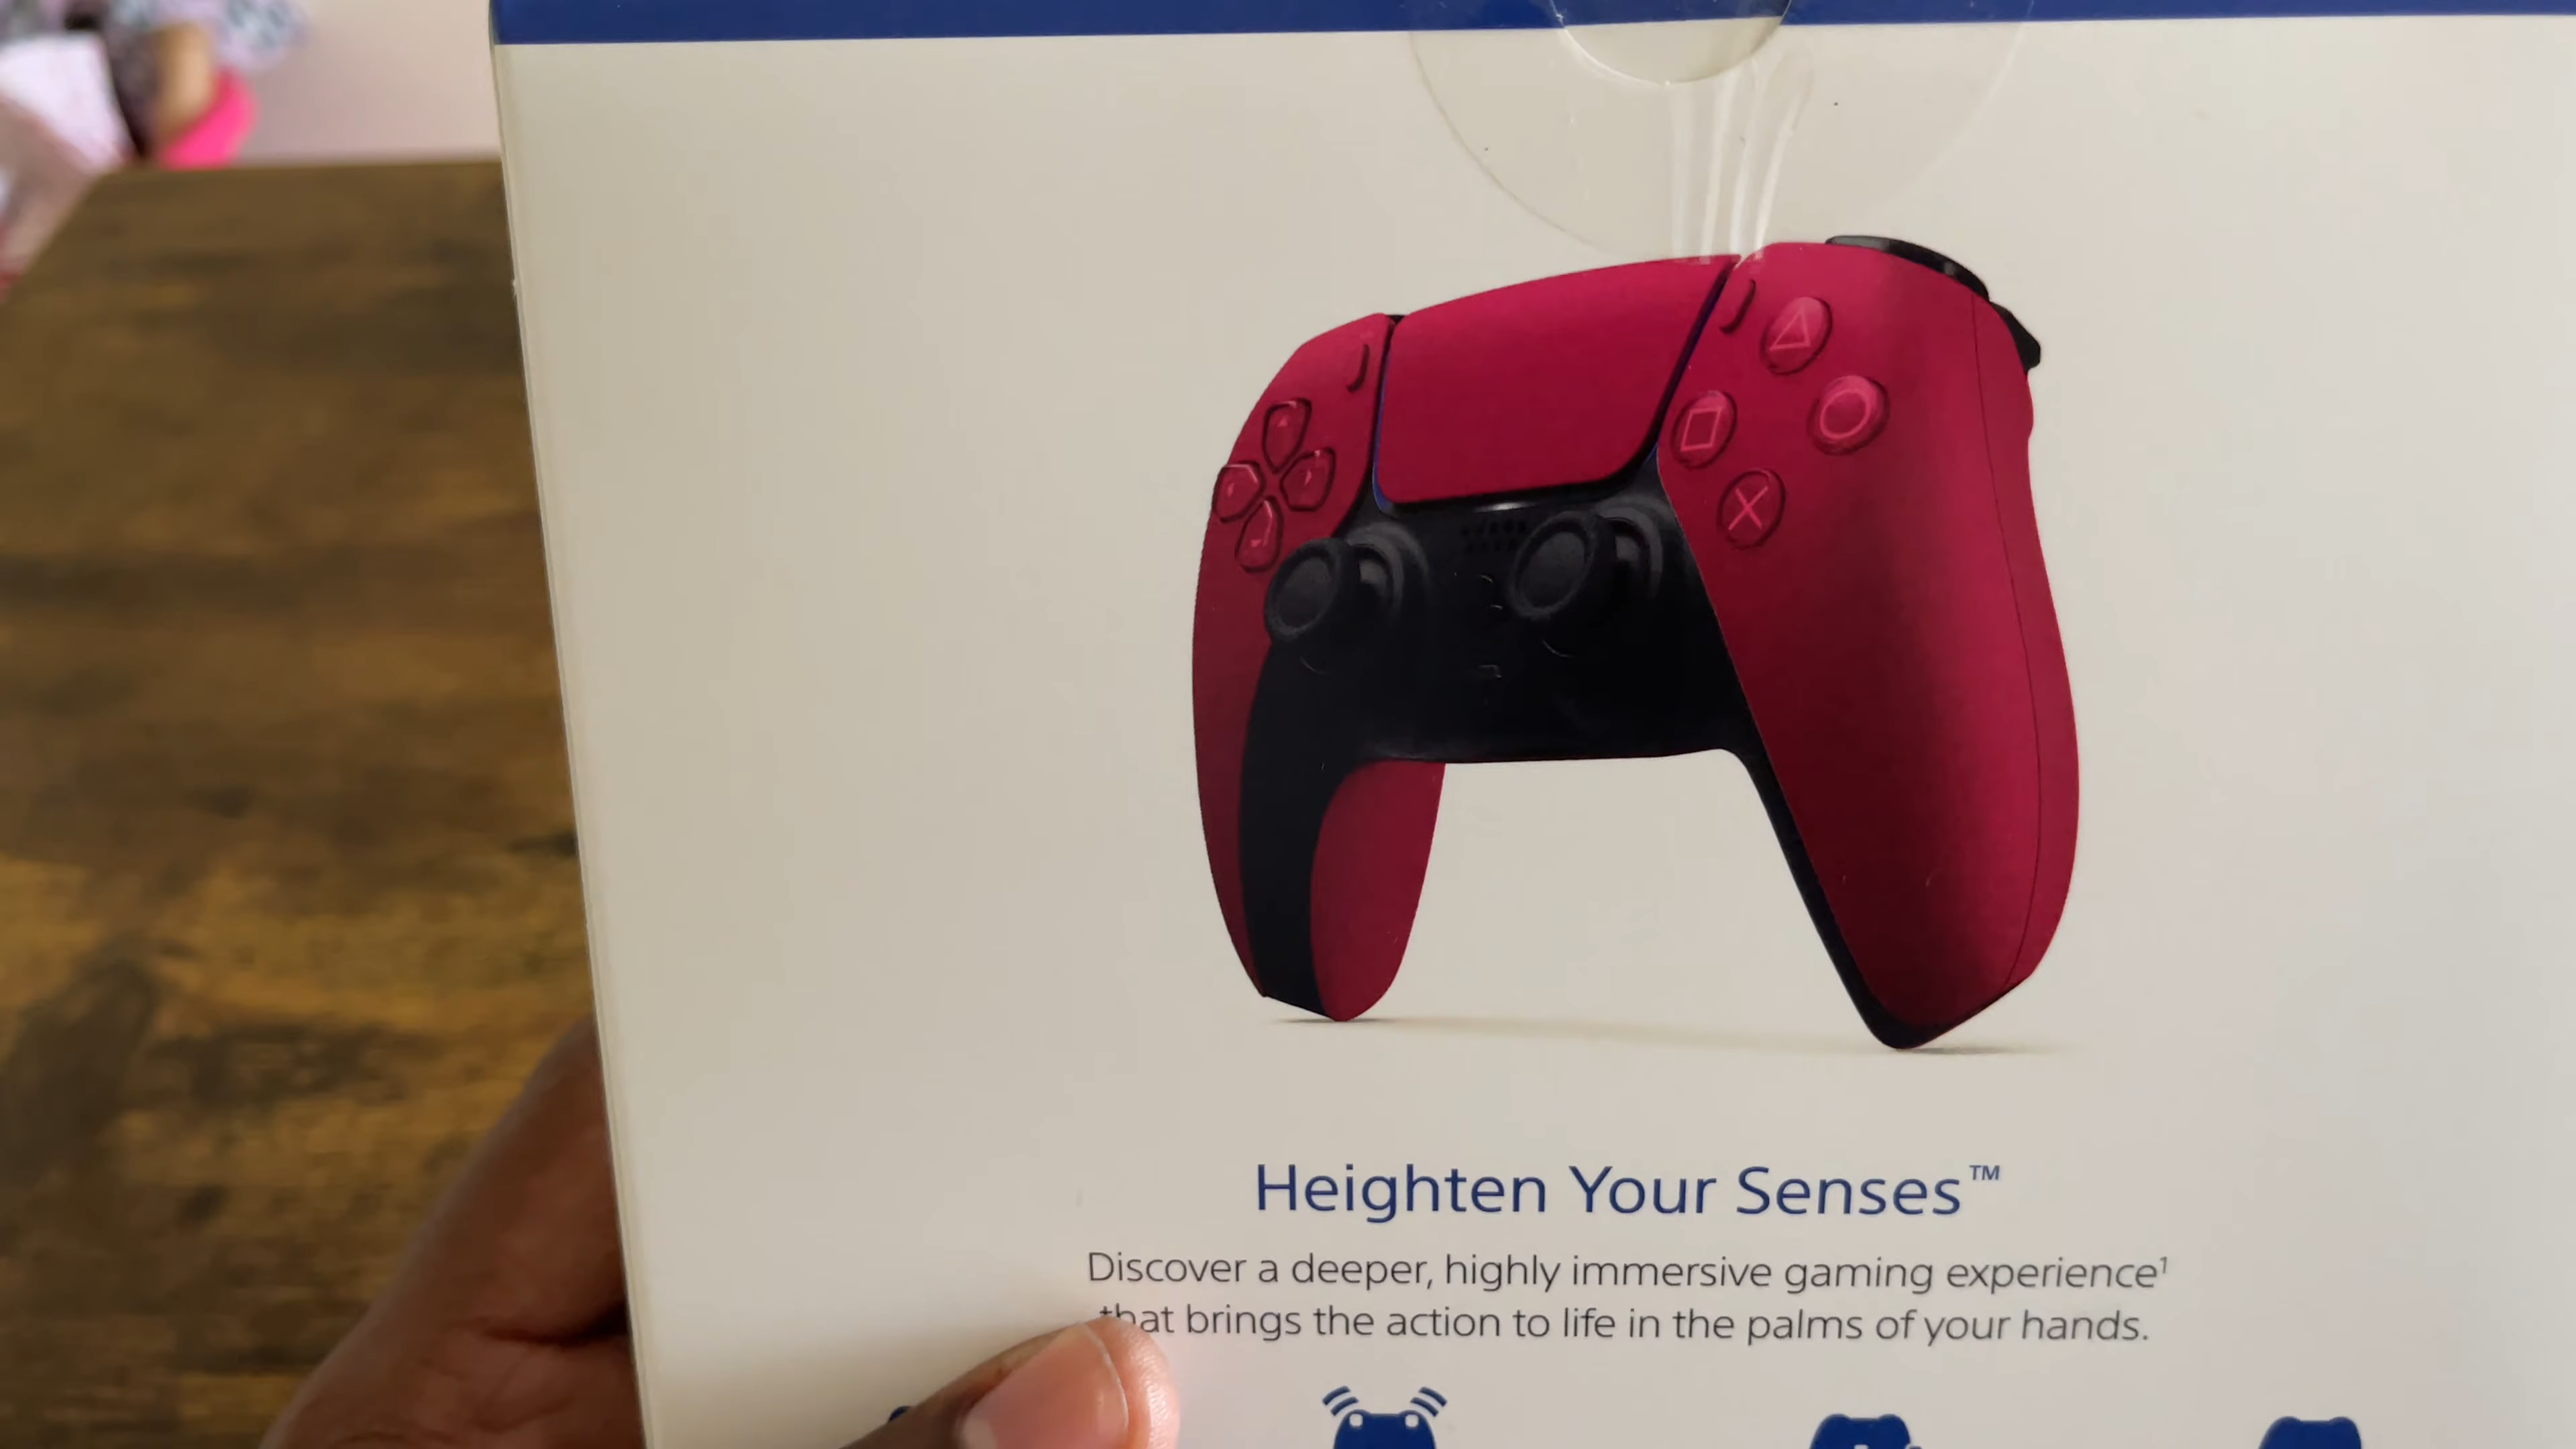 Heighten Your Senses™
Discover a deeper, highly immersive gaming experience¹
that brings the action to life in the palms of your hands.